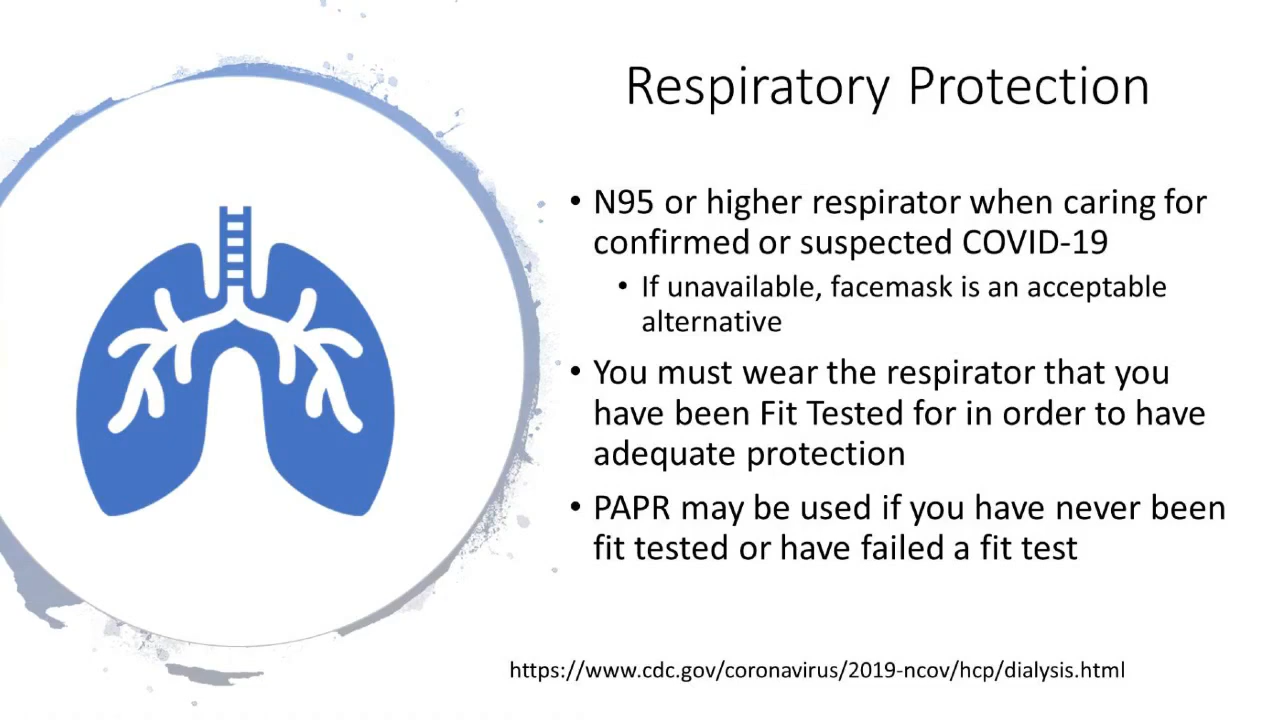 Respiratory Protection
• N95 or higher respirator when caring for
confirmed or suspected COVID-19
• If unavailable, facemask is an acceptable
alternative
• You must wear the respirator that you
have been Fit Tested for in order to have
adequate protection
• PAPR may be used if you have never been
fit tested or have failed a fit test
https://www.cdc.gov/coronavirus/2019-ncov/hcp/dialysis.html